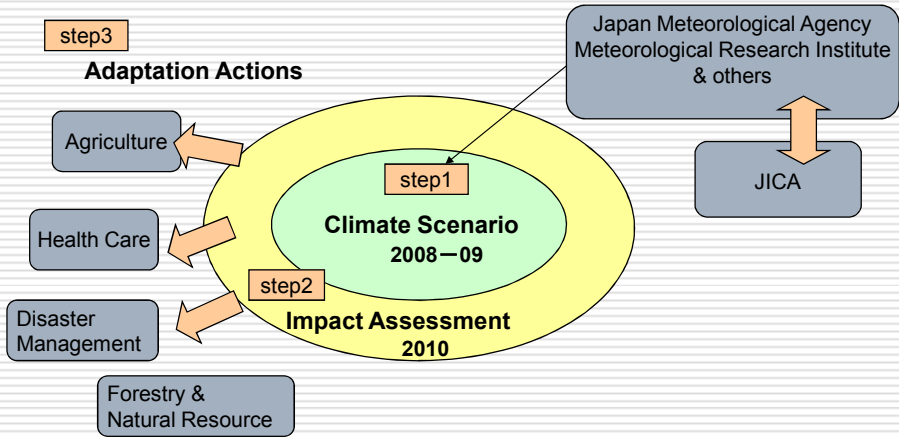 step3
Adaptation Actions
Japan Meteorological Agency
Meteorological Research Institute
& others
JICA
Agriculture
Health Care
Disaster
Management
Forestry &
Natural Resource
step1
Climate Scenario
2008－09
step2
Impact Assessment
2010